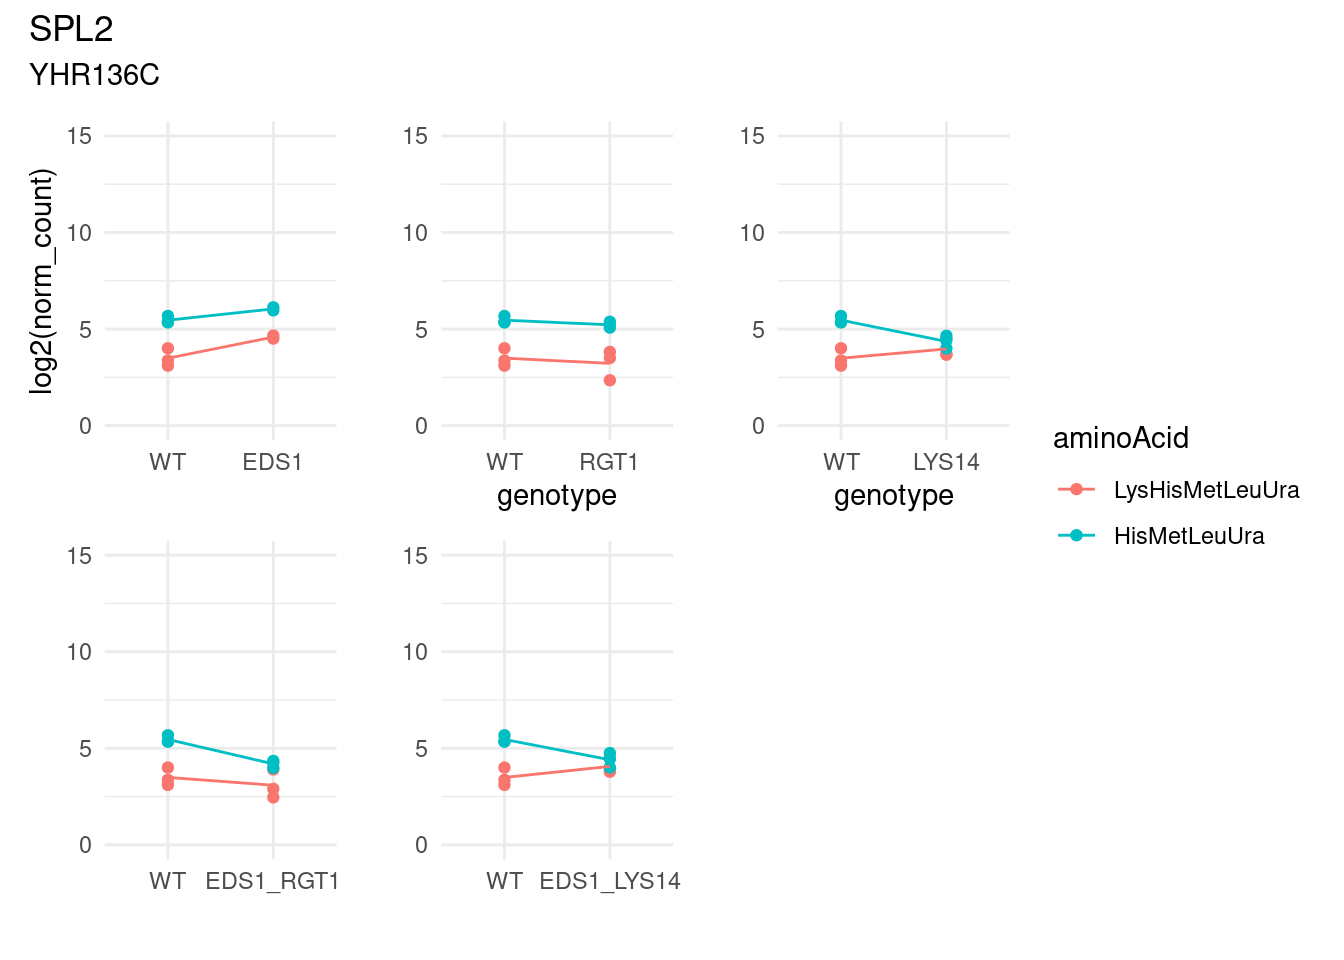 SPL2
YHR136C
log2(norm_count)
15
10
5
0
WT EDS1
15
10
5
0
WT RGT1
genotype
15
10
5
0
WT LYS14
genotype
aminoAcid
LysHisMetLeuUra
HisMetLeuUra
15
10
5
0
WT EDS1_RGT1
15
10
5
0
WT EDS1_LYS14